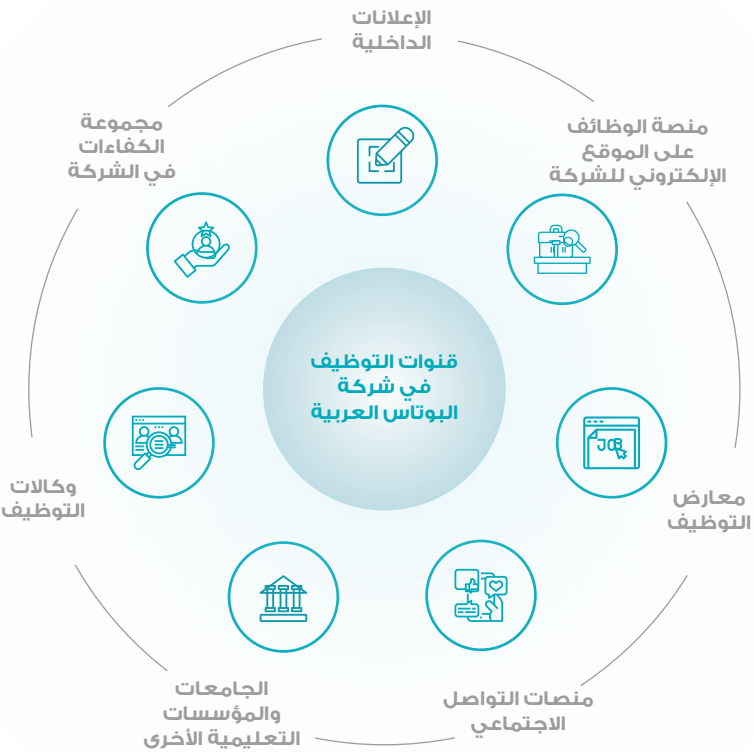 الإعلانات
الداخلية
منصة الوظائف
على الموقع
الإلكتروني للشركة
معارض
التوظيف
منصات التواصل
الاجتماعي
الجامعات
والمؤسسات
التعليمية الأخرى
وكالات
التوظيف
مجموعة
الكفاءات
في الشركة
قنوات التوظيف
في شركة
البوتاس العربية
JOB